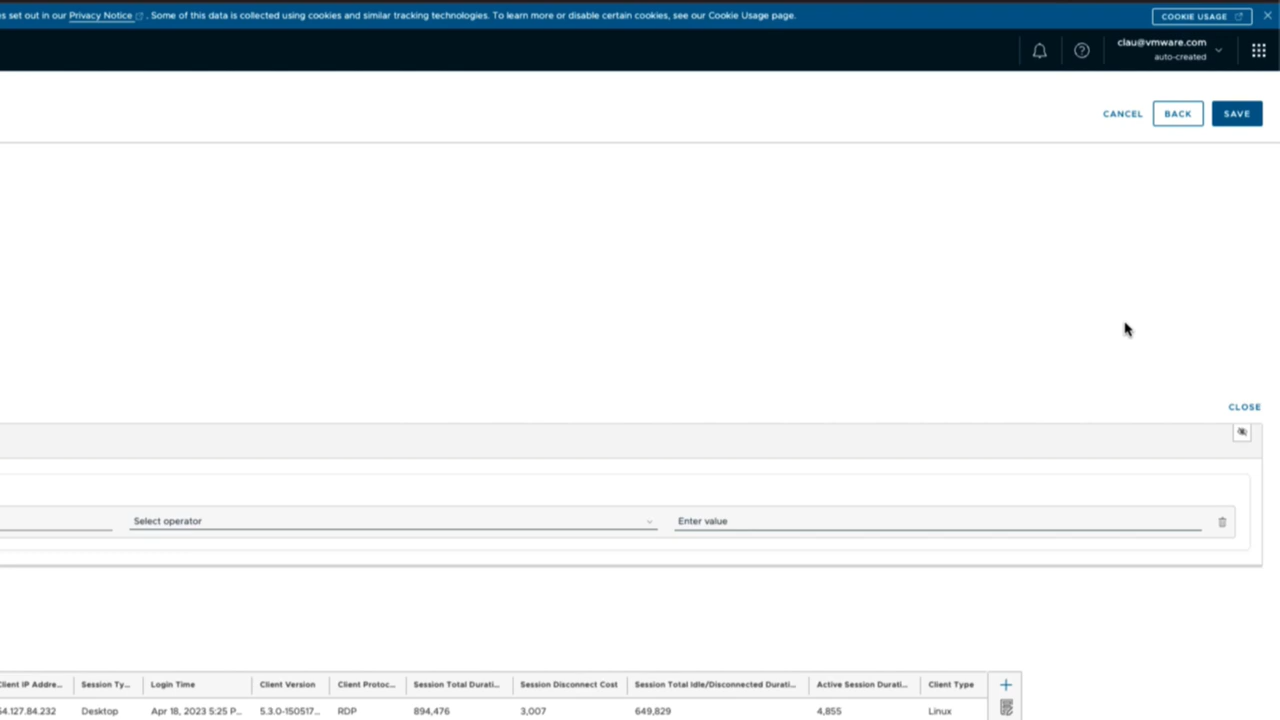 s set out in our Privacy Notice . Some of this data is collected using cookies and similar tracking technologies. To learn more or disable certain cookies, see our Cookie Usage page. COOKIE USAGE
clau@vmware.com
auto-created
CANCEL BACK SAVE
CLOSE
Select operator Enter value
Client IP Addre... Session Ty... Login Time Client Version Client Protoc... Session Total Durati... Session Disconnect Cost Session Total Idle/Disconnected Durati... Active Session Durati... Client Type
54.127.84.232 Desktop Apr 18, 2023 5:25 P... 5.3.0-150517... RDP 894,476 3,007 649,829 4,855 Linux